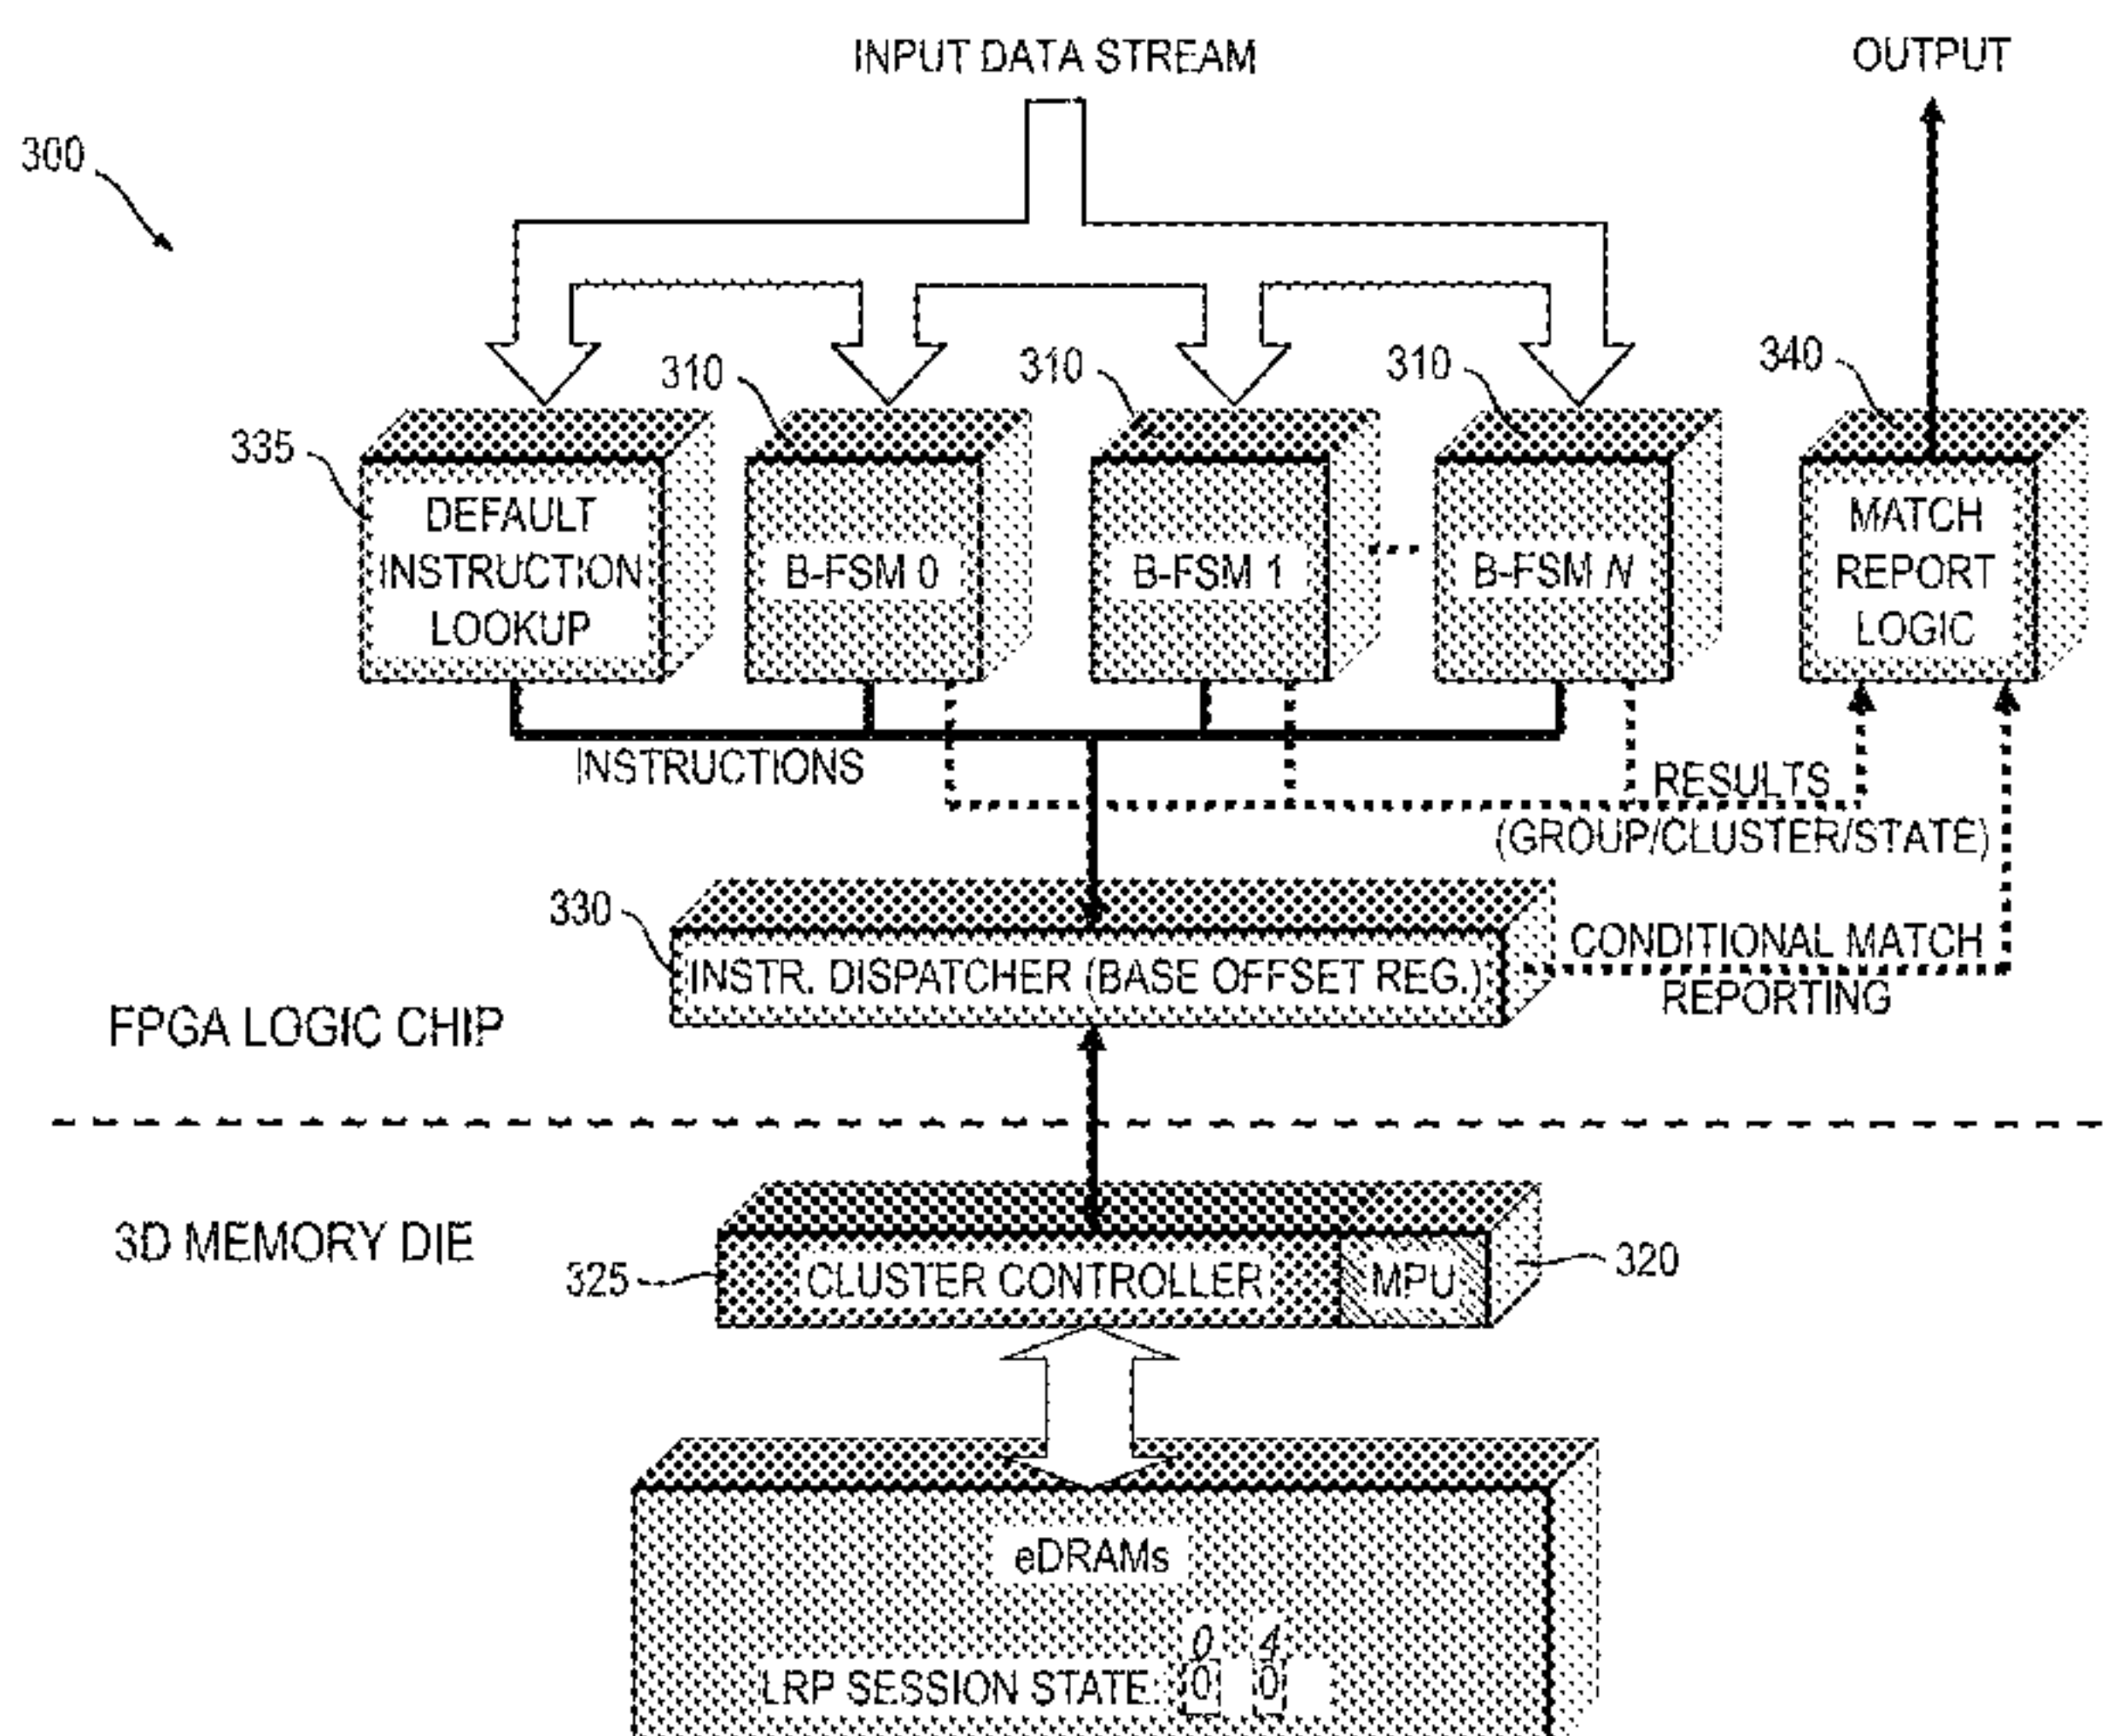 INPUT DATA STREAM
OUTPUT
300
310
310
310
340
335
DEFAULT
INSTRUCTION
LOOKUP
B-FSM 0
B-FSM 1
B-FSM N
MATCH
REPORT
LOGIC
INSTRUCTIONS
RESULTS
(GROUP/CLUSTER/STATE)
330
INSTR. DISPATCHER (BASE OFFSET REG.)
CONDITIONAL MATCH
REPORTING
FPGA LOGIC CHIP
3D MEMORY DIE
325
CLUSTER CONTROLLER
MPU
320
eDRAMs
0 4
LRP SESSION STATE: 0 0